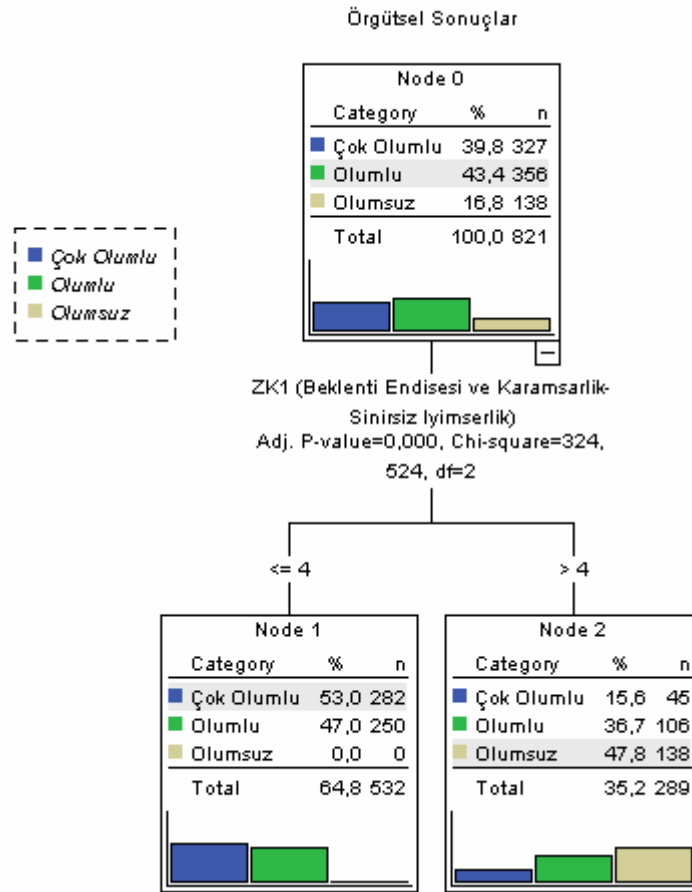 Örgütsel Sonuçlar
Node 0
Category % n
Çok Olumlu 39,8 327
Olumlu 43,4 356
Olumsuz 16,8 138
Total 100,0 821
Çok Olumlu
Olumlu
Olumsuz
ZK1 (Beklenti Endisesi ve Karamsarlik-
Sinirsiz Iyimserlik)
Adj. P-value=0,000, Chi-square=324,
524, df=2
<= 4
> 4
Node 1
Category % n
Çok Olumlu 53,0 282
Olumlu 47,0 250
Olumsuz 0,0 0
Total 64,8 532
Node 2
Category % n
Çok Olumlu 15,6 45
Olumlu 36,7 106
Olumsuz 47,8 138
Total 35,2 289